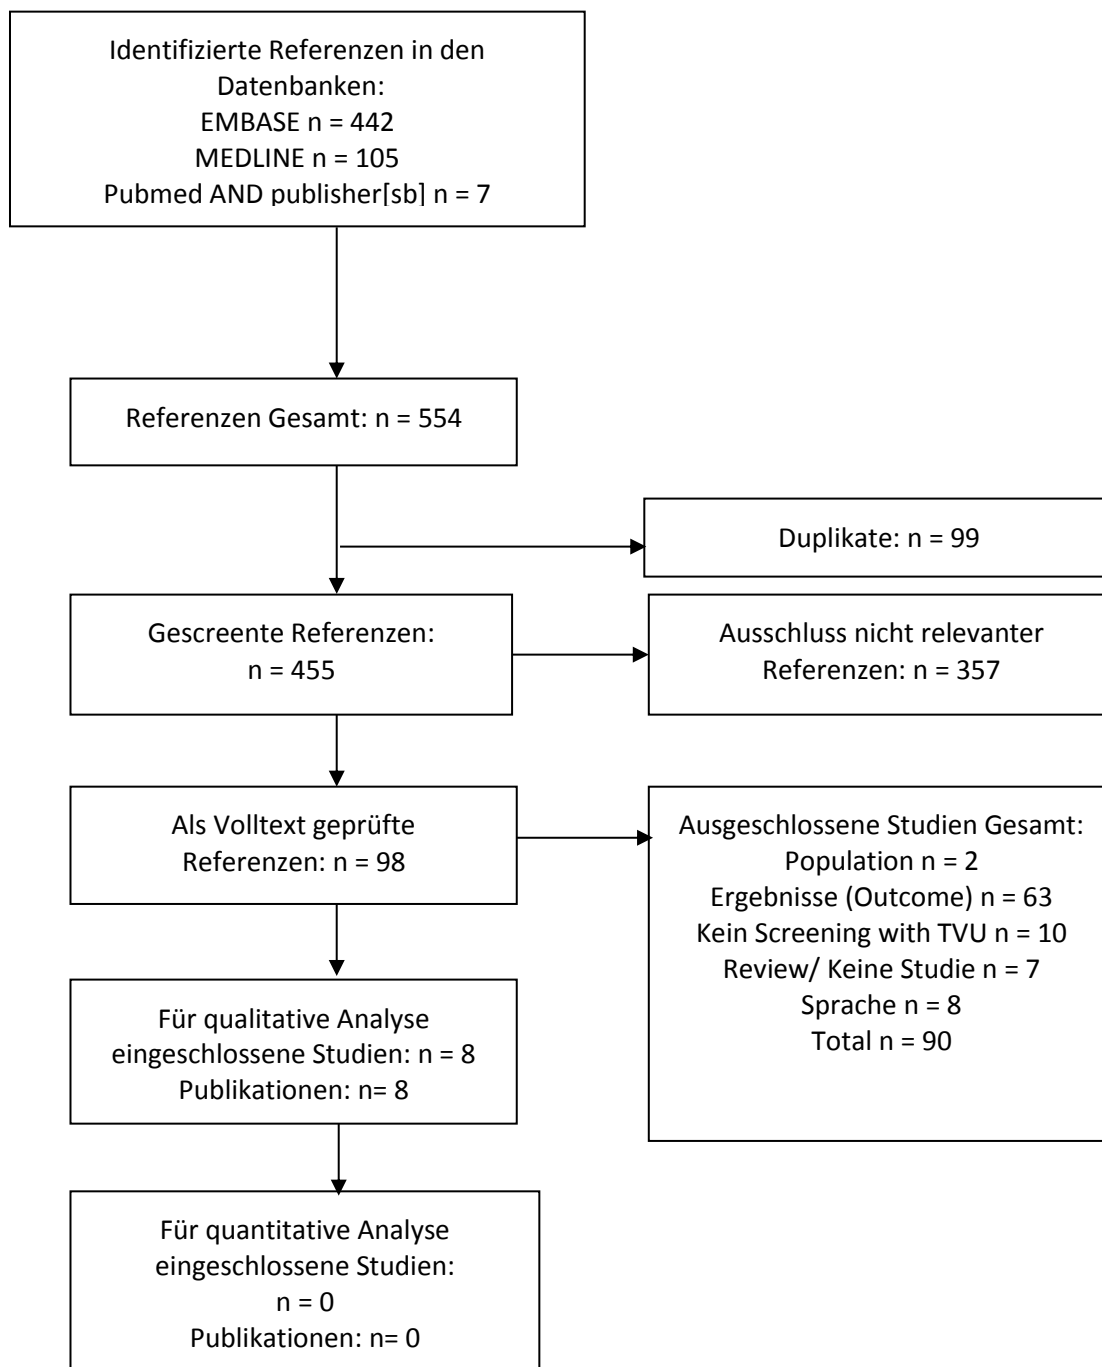 Identifizierte Referenzen in den
Datenbanken:
EMBASE n = 442
MEDLINE n = 105
Pubmed AND publisher[sb] n = 7
Referenzen Gesamt: n = 554
Duplikate: n = 99
Gescreente Referenzen:
n = 455
Ausschluss nicht relevanter
Referenzen: n = 357
Als Volltext geprüfte
Referenzen: n = 98
Ausgeschlossene Studien Gesamt:
Population n = 2
Ergebnisse (Outcome) n = 63
Kein Screening with TVU n = 10
Review/ Keine Studie n = 7
Sprache n = 8
Total n = 90
Für qualitative Analyse
eingeschlossene Studien: n = 8
Publikationen: n= 8
Für quantitative Analyse
eingeschlossene Studien:
n = 0
Publikationen: n= 0